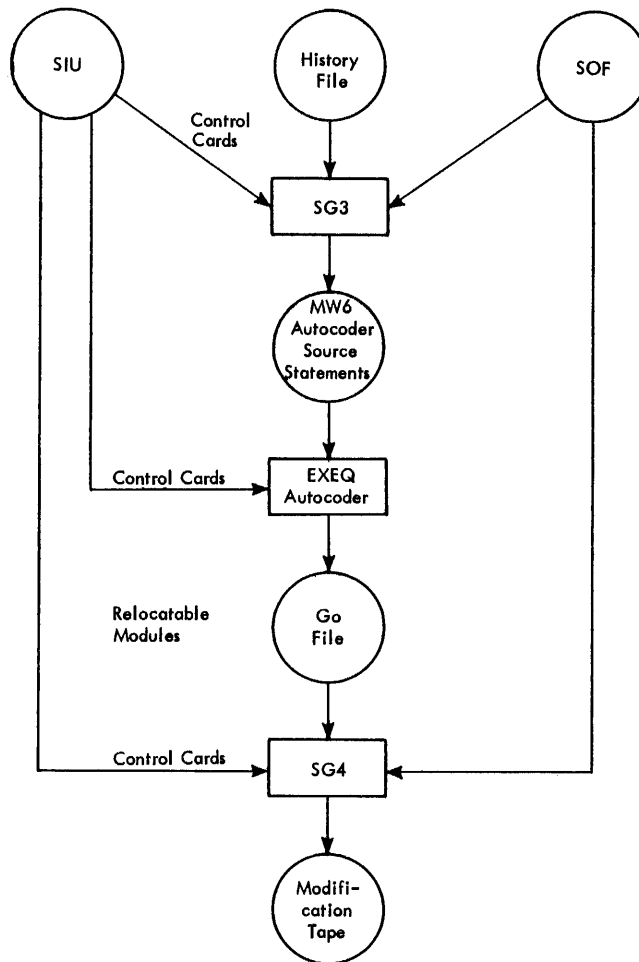 SIU
History
File
SOF
Control
Cards
SG3
MW6
Autocoder
Source
Statements
Control Cards
EXEQ
Autocoder
Relocatable
Modules
Go
File
Control Cards
SG4
Modifi-
cation
Tape